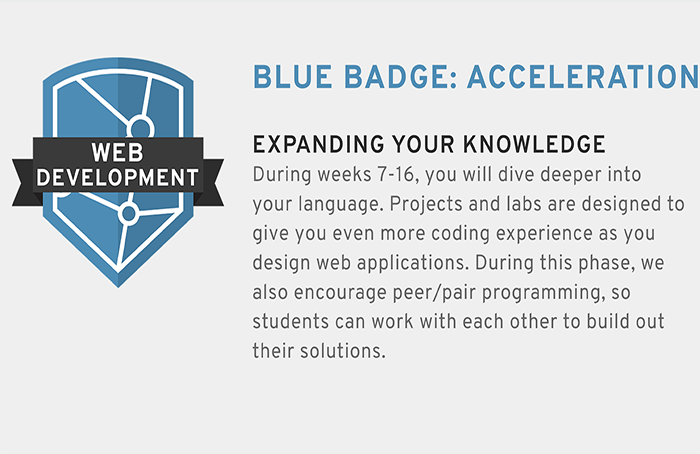 WEB
DEVELOPMENT
BLUE BADGE: ACCELERATION
EXPANDING YOUR KNOWLEDGE
During weeks 7-16, you will dive deeper into
your language. Projects and labs are designed to
give you even more coding experience as you
design web applications. During this phase, we
also encourage peer/pair programming, so
students can work with each other to build out
their solutions.